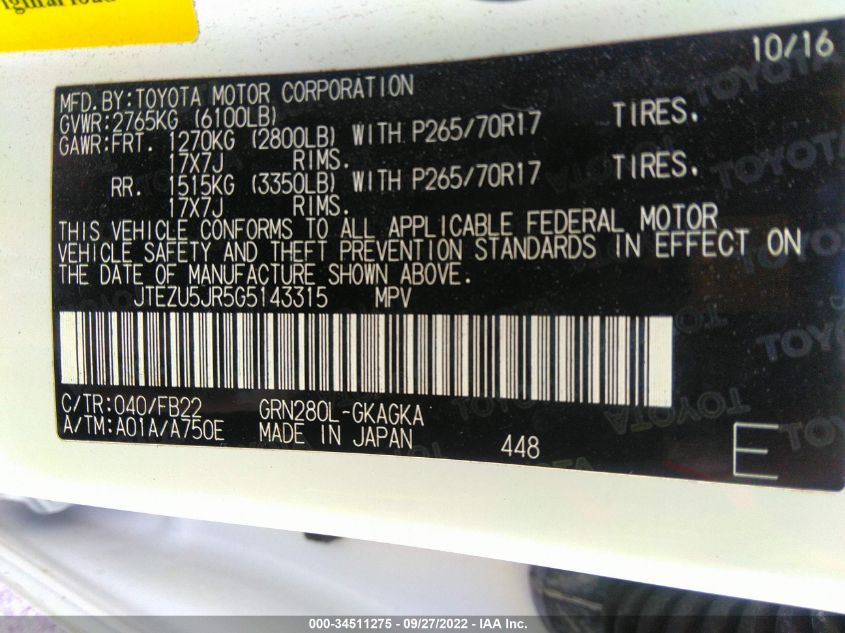 original load
10/16
MFD. BY: TOYOTA MOTOR CORPORATION
GVWR: 2765KG (6100LB)
GAWR: FRT. 1270KG (2800LB) WITH P265/70R17 TIRES.
17X7J RIMS.
RR. 1515KG (3350LB) WITH P265/70R17 TIRES.
17X7J RIMS.
THIS VEHICLE CONFORMS TO ALL APPLICABLE FEDERAL MOTOR
VEHICLE SAFETY AND THEFT PREVENTION STANDARDS IN EFFECT ON
THE DATE OF MANUFACTURE SHOWN ABOVE.
JTEZU5JR5G5143315 MPV
C/TR: 040/FB22 GRN280L-GKAGKA
A/TM: A01A/A750E MADE IN JAPAN 448 E
000-34511275 - 09/27/2022 - IAA Inc.